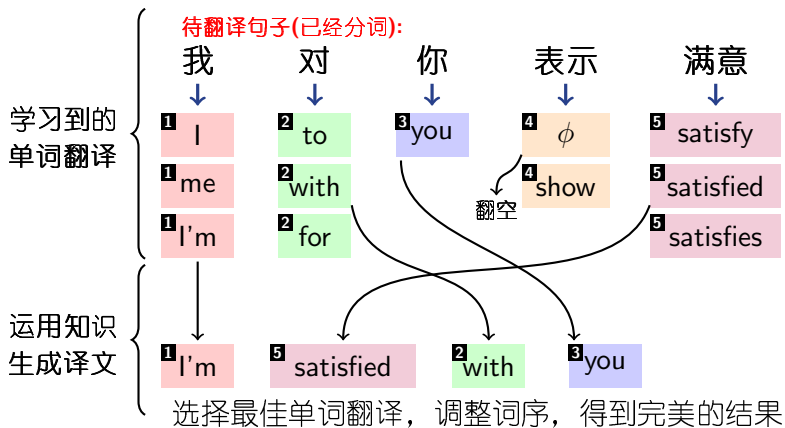 待翻译句子(已经分词):
我 对 你 表示 满意
学习到的
单词翻译
1 I 2 to 3 you 4 ϕ 5 satisfy
1 me 2 with 4 show 5 satisfied
翻空
1 I'm 2 for 5 satisfies
运用知识
生成译文
1 I'm 5 satisfied 2 with 3 you
选择最佳单词翻译，调整词序，得到完美的结果